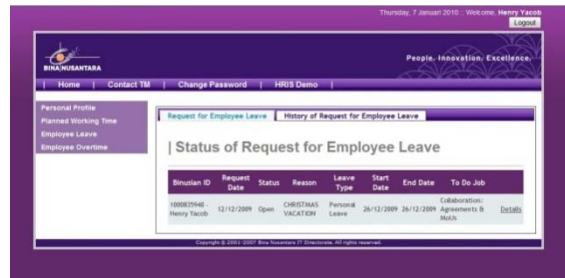 Thursday, 7 Januari 2010 :: Welcome, Henry Yacob
Logout
BINA NUSANTARA
People. Innovation. Excellence.
| Home | Contact TM | Change Password | HRIS Demo |
Personal Profile
Planned Working Time
Employee Leave
Employee Overtime
Request for Employee Leave
History of Request for Employee Leave
| Status of Request for Employee Leave
Binusian ID Request Date Status Reason Leave Type Start Date End Date To Do Job
1000835948 - Henry Yacob 12/12/2009 Open CHRISTMAS VACATION Personal Leave 26/12/2009 26/12/2009 Collaboration: Agreements & MoUs Details
Copyright © 2001-2007 Bina Nusantara IT Directorate. All rights reserved.